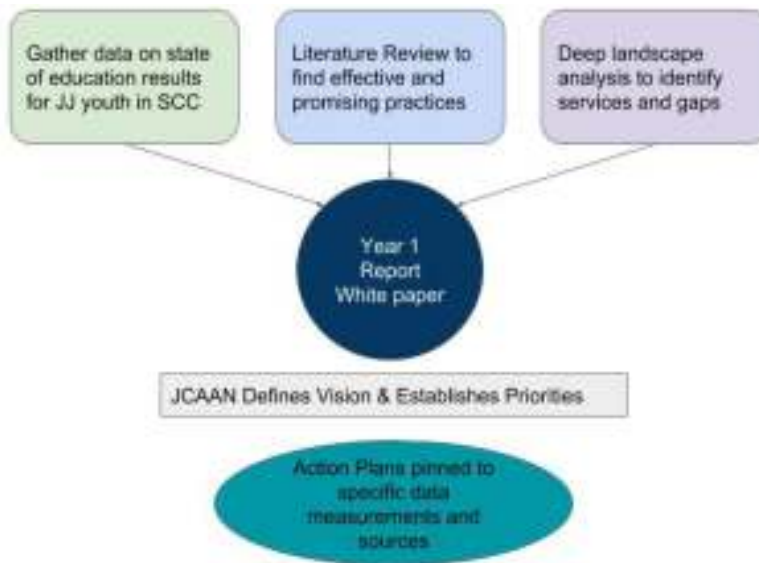 Gather data on state
of education results
for JJ youth in SCC
Literature Review to
find effective and
promising practices
Deep landscape
analysis to identify
services and gaps
Year 1
Report
White paper
JCAAN Defines Vision & Establishes Priorities
Action Plans pinned to
specific data
measurements and
sources